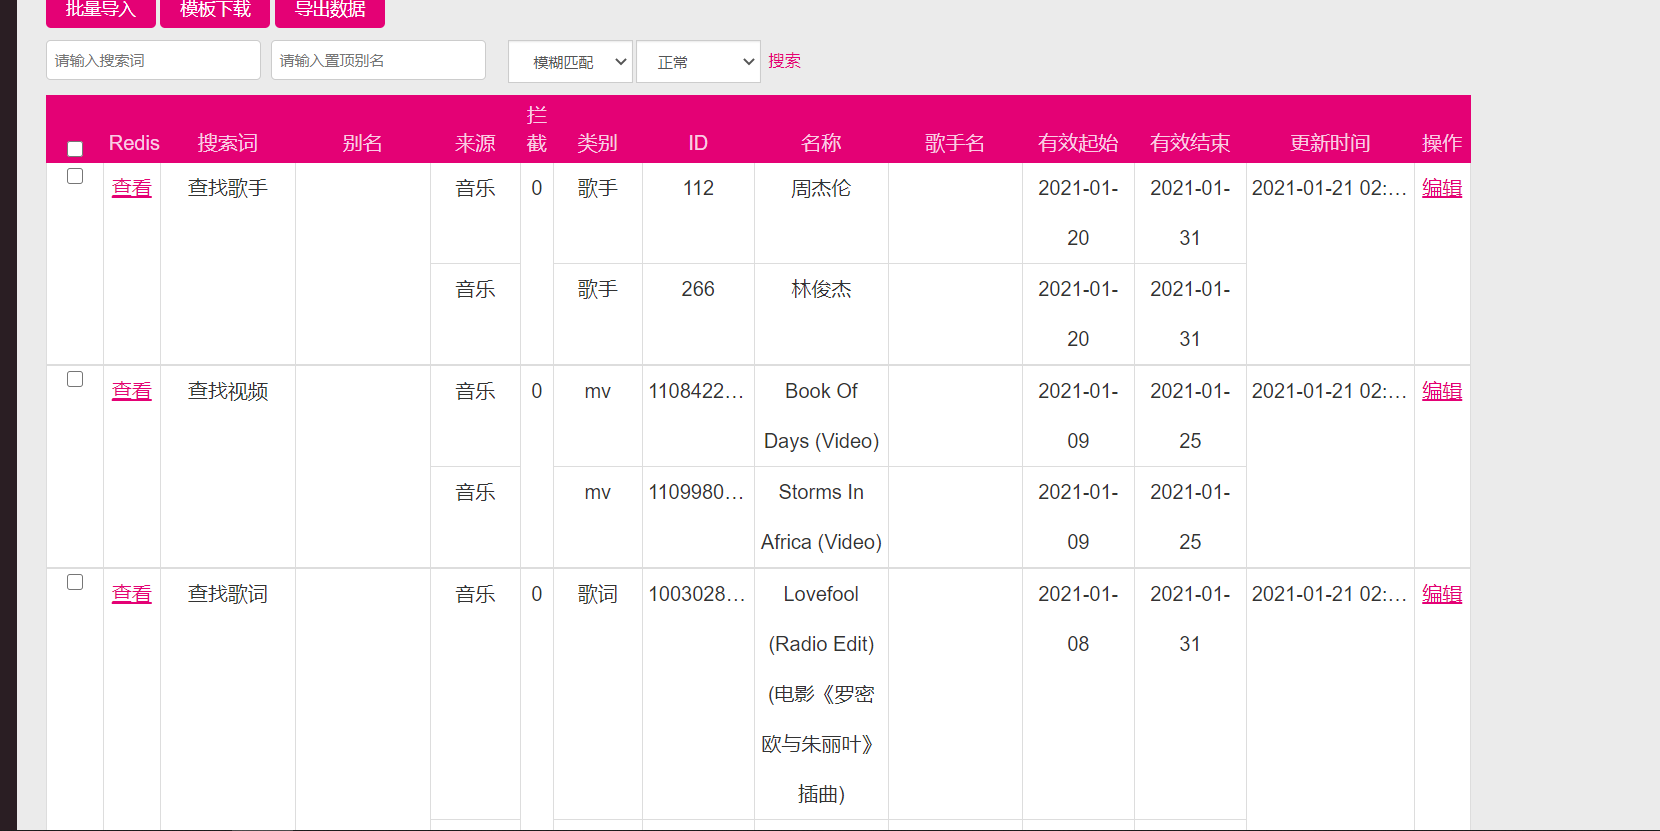 批量导入 模板下载 导出数据
请输入搜索词 请输入置顶别名 模糊匹配 正常 搜索
Redis 搜索词 别名 来源 拦截 类别 ID 名称 歌手名 有效起始 有效结束 更新时间 操作
查看 查找歌手 音乐 0 歌手 112 周杰伦 2021-01- 2021-01- 2021-01-21 02:... 编辑
20 31
音乐 歌手 266 林俊杰 2021-01- 2021-01-
20 31
查看 查找视频 音乐 0 mv 1108422... Book Of 2021-01- 2021-01- 2021-01-21 02:... 编辑
Days (Video) 09 25
音乐 mv 1109980... Storms In 2021-01- 2021-01-
Africa (Video) 09 25
查看 查找歌词 音乐 0 歌词 1003028... Lovefool 2021-01- 2021-01- 2021-01-21 02:... 编辑
(Radio Edit) 08 31
(电影《罗密
欧与朱丽叶》
插曲)